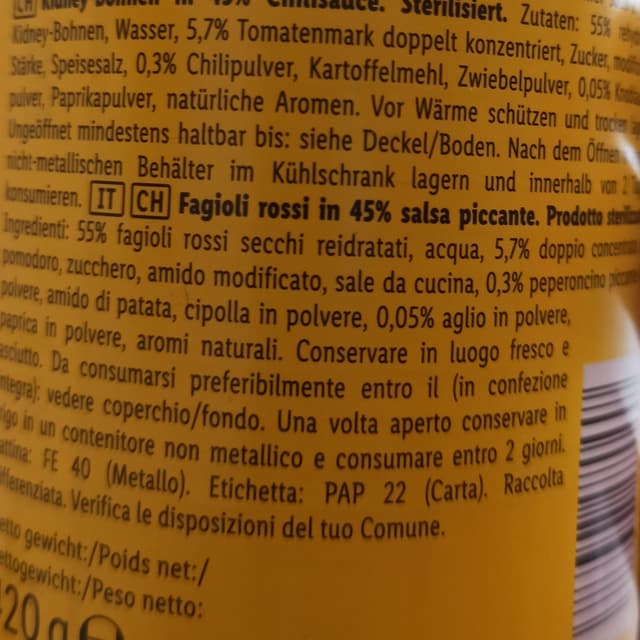 CH Kidney-Bohnen in 45% Chilisauce. Sterilisiert. Zutaten: 55%
Kidney-Bohnen, Wasser, 5,7% Tomatenmark doppelt konzentriert, Zucker,
Stärke, Speisesalz, 0,3% Chilipulver, Kartoffelmehl, Zwiebelpulver, 0,05%
pulver, Paprikapulver, natürliche Aromen. Vor Wärme schützen und trocken
Ungeöffnet mindestens haltbar bis: siehe Deckel/Boden. Nach dem Öffnen
nicht-metallischen Behälter im Kühlschrank lagern und innerhalb von 2
konsumieren. IT CH Fagioli rossi in 45% salsa piccante. Prodotto
Ingredienti: 55% fagioli rossi secchi reidratati, acqua, 5,7% doppio
pomodoro, zucchero, amido modificato, sale da cucina, 0,3% peperoncino
polvere, amido di patata, cipolla in polvere, 0,05% aglio in polvere,
paprica in polvere, aromi naturali. Conservare in luogo fresco e
asciutto. Da consumarsi preferibilmente entro il (in confezione
integra): vedere coperchio/fondo. Una volta aperto conservare in
frigo in un contenitore non metallico e consumare entro 2 giorni.
FE 40 (Metallo). Etichetta: PAP 22 (Carta). Raccolta
differenziata. Verifica le disposizioni del tuo Comune.
etto gewicht:/Poids net:/
ettogewicht:/Peso netto:
420 g e